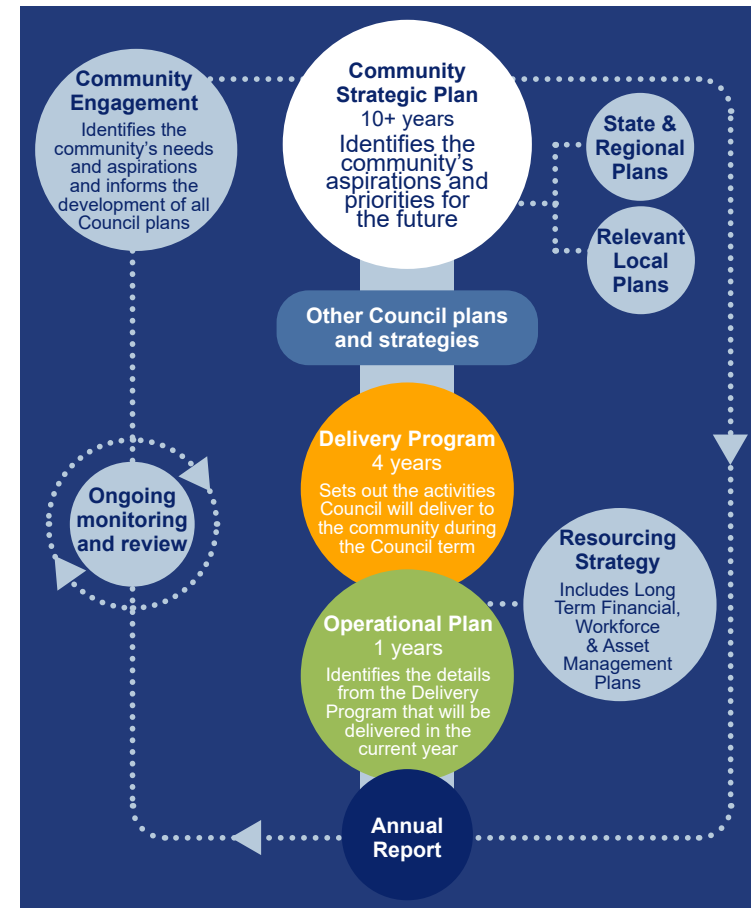 Community
Engagement
Identifies the
community's needs
and aspirations
and informs the
development of all
Council plans
Community
Strategic Plan
10+ years
Identifies the
community's
aspirations and
priorities for
the future
State &
Regional
Plans
Relevant
Local
Plans
Other Council plans
and strategies
Delivery Program
4 years
Sets out the activities
Council will deliver to
the community during
the Council term
Ongoing
monitoring
and review
Resourcing
Strategy
Includes Long
Term Financial,
Workforce
& Asset
Management
Plans
Operational Plan
1 years
Identifies the details
from the Delivery
Program that will be
delivered in the
current year
Annual
Report